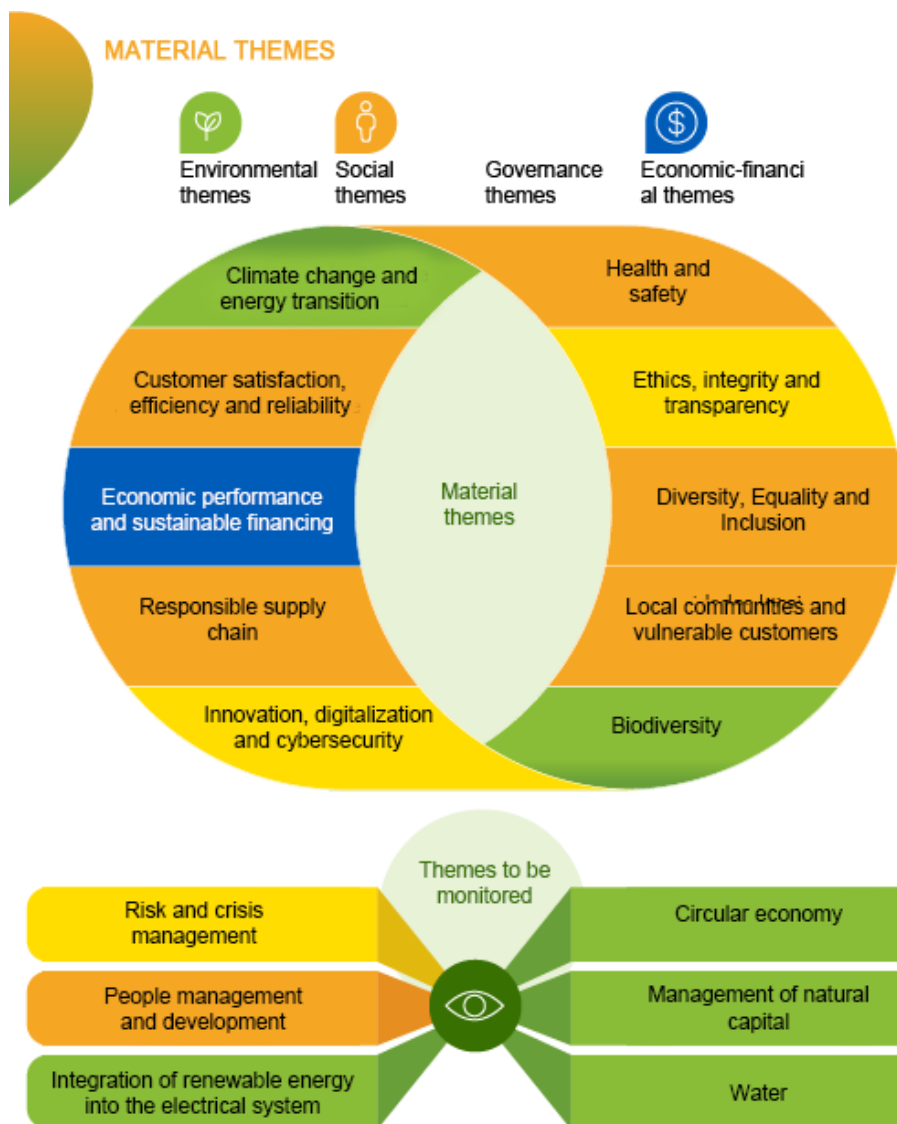 MATERIAL THEMES
Environmental
themes
Social
themes
Governance
themes
Economic-financi
al themes
Climate change and
energy transition
Health and
safety
Customer satisfaction,
efficiency and reliability
Ethics, integrity and
transparency
Economic performance
and sustainable financing
Material
themes
Diversity, Equality and
Inclusion
Responsible supply
chain
Local communities and
vulnerable customers
Innovation, digitalization
and cybersecurity
Biodiversity
Themes to be
monitored
Risk and crisis
management
Circular economy
People management
and development
Management of natural
capital
Integration of renewable energy
into the electrical system
Water